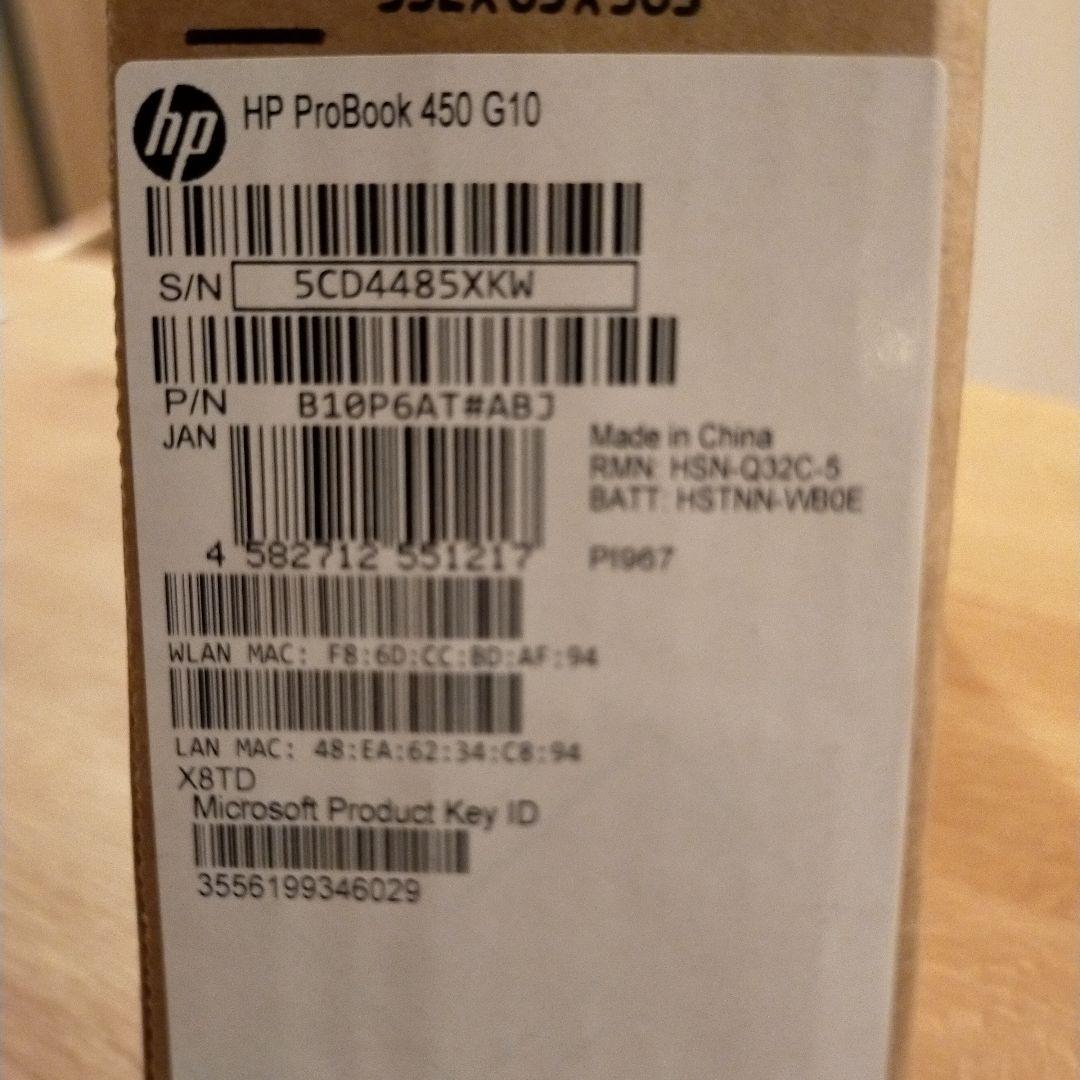 hp HP ProBook 450 G10
S/N 5CD4485XKW
P/N B10P6AT#ABJ
JAN
Made in China
RMN: HSN-Q32C-5
BATT: HSTNN-WB0E
4 582712 551217
PI967
WLAN MAC: F8:6D:CC:BD:AF:94
LAN MAC: 48:EA:62:34:C8:94
X8TD
Microsoft Product Key ID
3556199346029